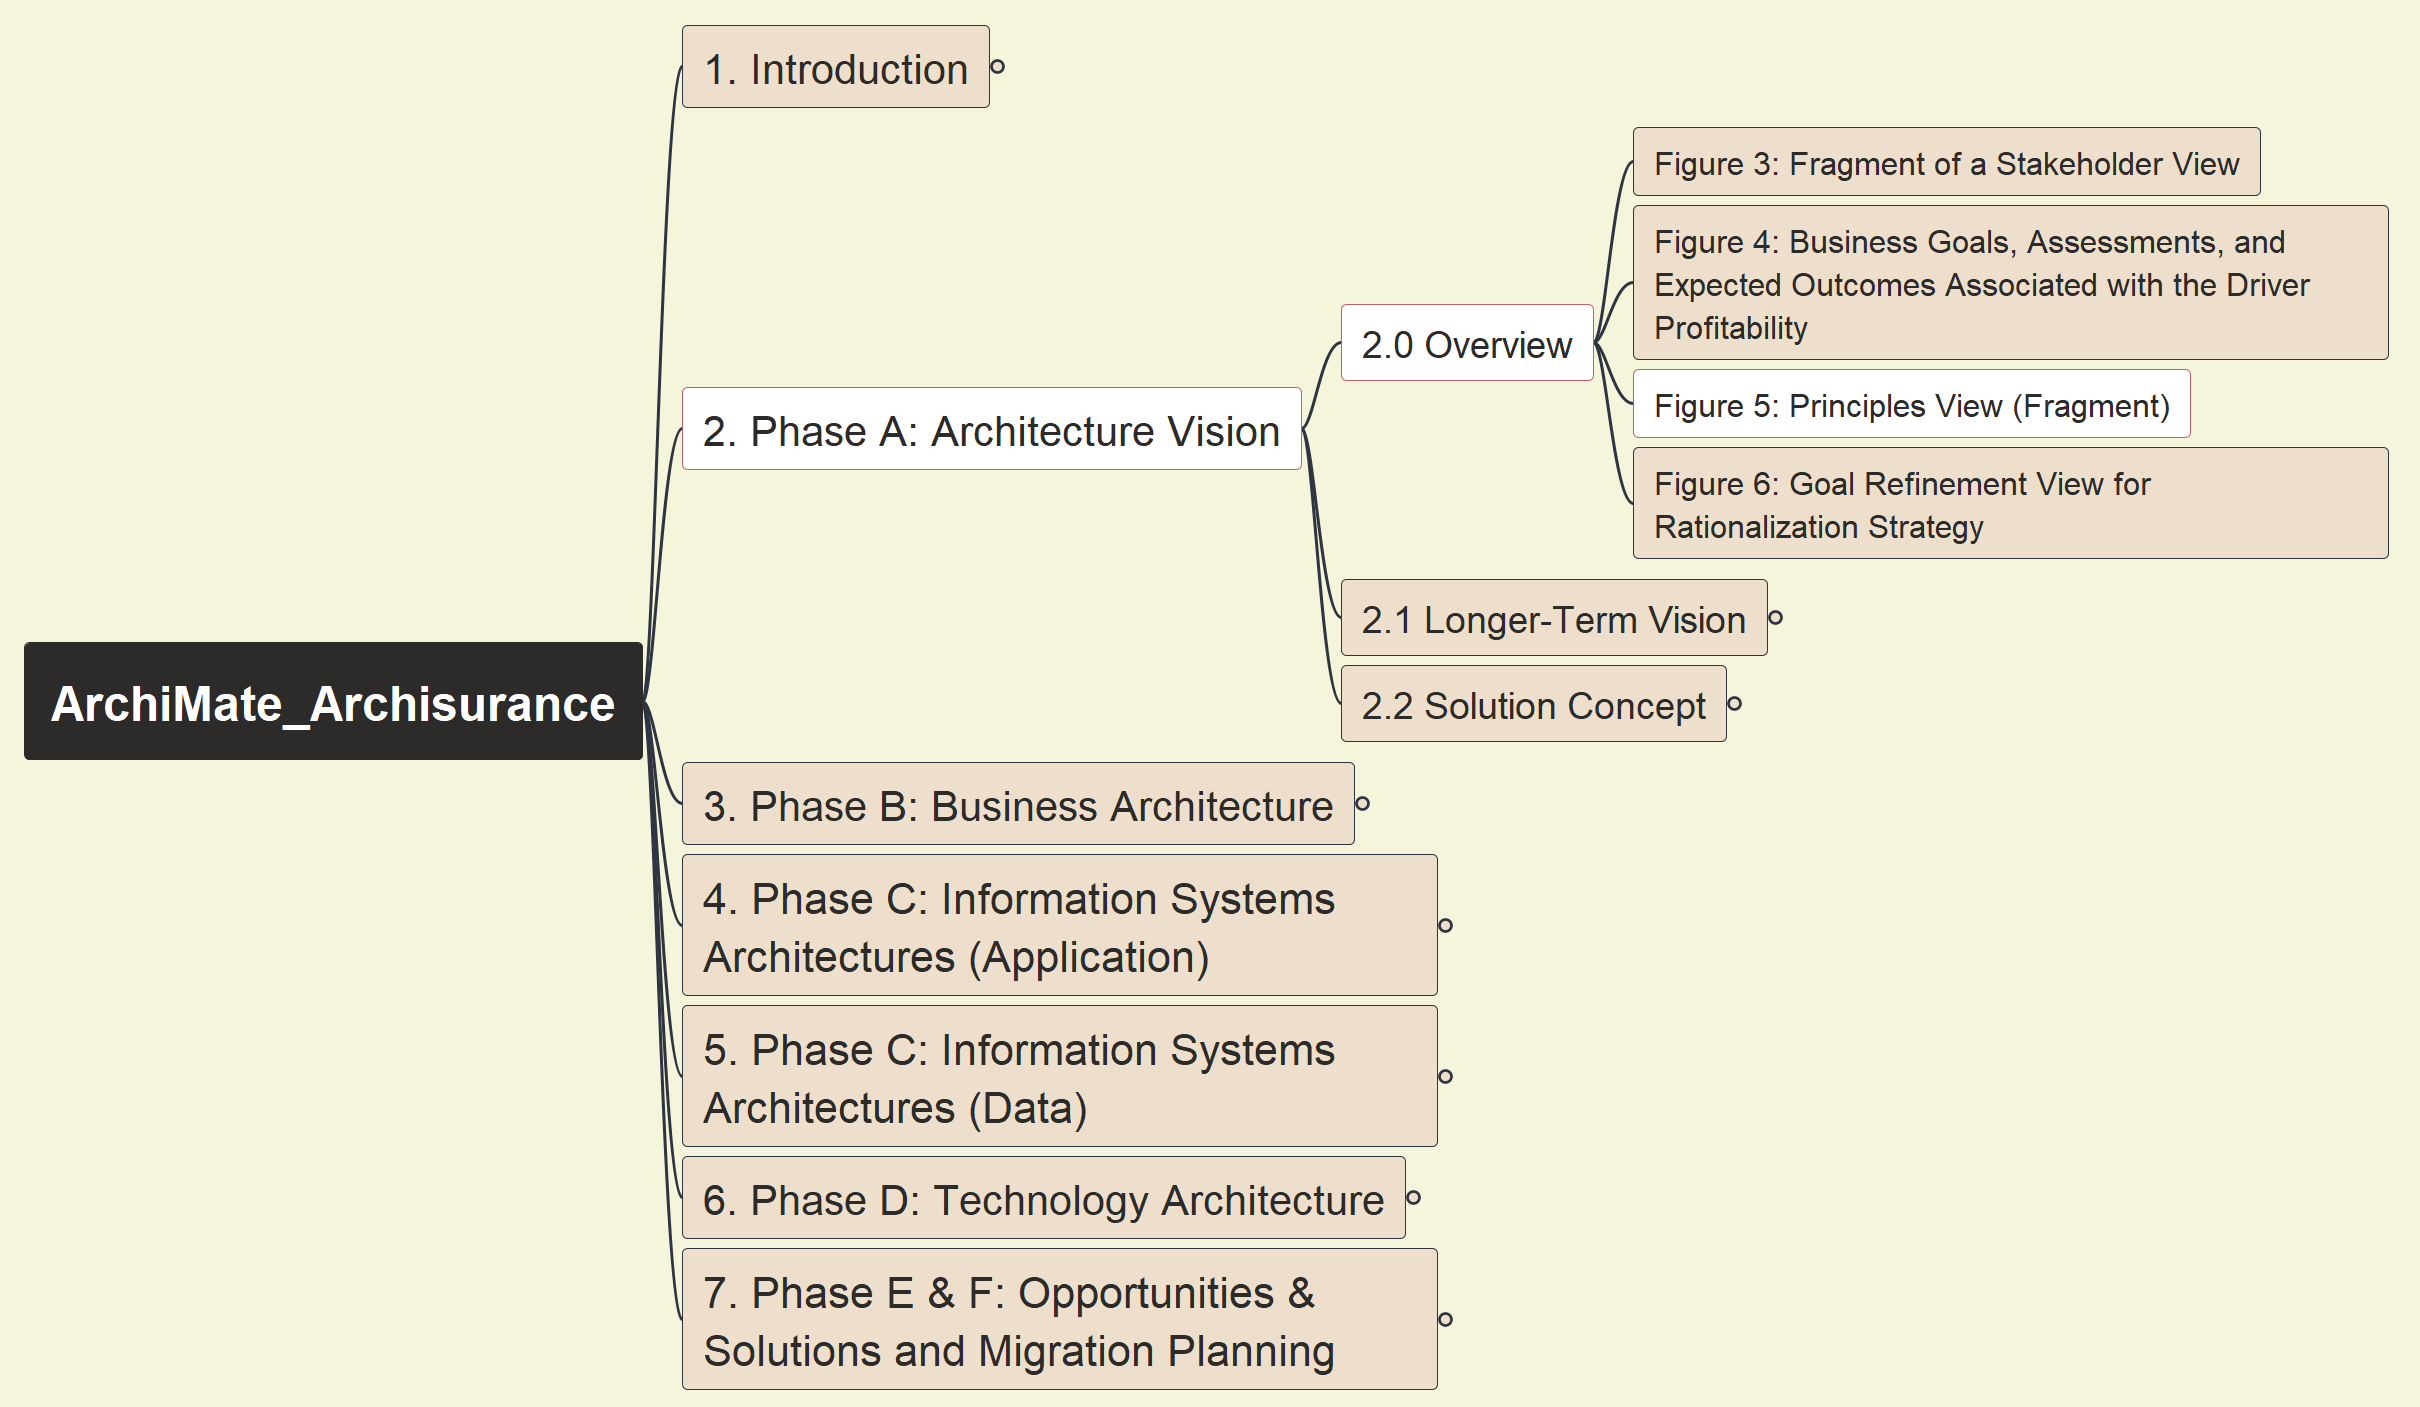 1. Introduction
Figure 3: Fragment of a Stakeholder View
Figure 4: Business Goals, Assessments, and
Expected Outcomes Associated with the Driver
Profitability
2.0 Overview
Figure 5: Principles View (Fragment)
2. Phase A: Architecture Vision
Figure 6: Goal Refinement View for
Rationalization Strategy
2.1 Longer-Term Vision
2.2 Solution Concept
ArchiMate_Archisurance
3. Phase B: Business Architecture
4. Phase C: Information Systems
Architectures (Application)
5. Phase C: Information Systems
Architectures (Data)
6. Phase D: Technology Architecture
7. Phase E & F: Opportunities &
Solutions and Migration Planning